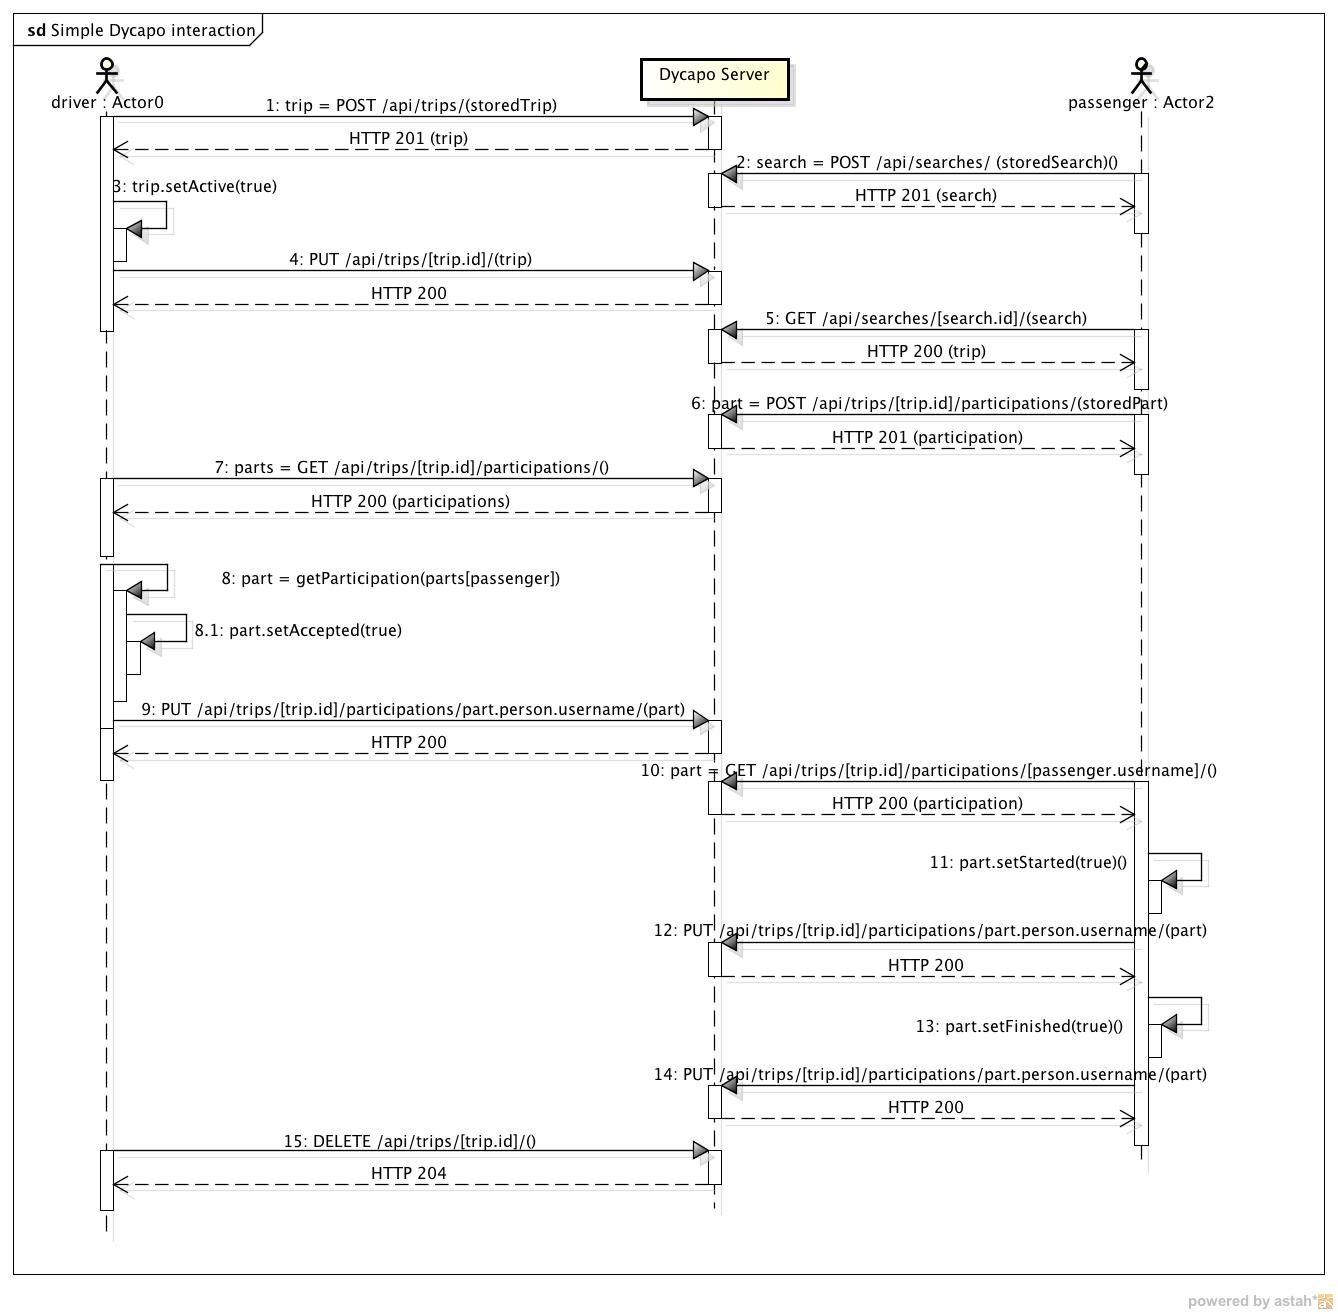 sd Simple Dycapo interaction
driver : Actor0
Dycapo Server
passenger : Actor2
1: trip = POST /api/trips/(storedTrip)
HTTP 201 (trip)
2: search = POST /api/searches/ (storedSearch)()
3: trip.setActive(true)
HTTP 201 (search)
4: PUT /api/trips/[trip.id]/(trip)
HTTP 200
5: GET /api/searches/[search.id]/(search)
HTTP 200 (trip)
6: part = POST /api/trips/[trip.id]/participations/(storedPart)
HTTP 201 (participation)
7: parts = GET /api/trips/[trip.id]/participations/()
HTTP 200 (participations)
8: part = getParticipation(parts[passenger])
8.1: part.setAccepted(true)
9: PUT /api/trips/[trip.id]/participations/part.person.username/(part)
HTTP 200
10: part = GET /api/trips/[trip.id]/participations/[passenger.username]/()
HTTP 200 (participation)
11: part.setStarted(true)()
12: PUT /api/trips/[trip.id]/participations/part.person.username/(part)
HTTP 200
13: part.setFinished(true)()
14: PUT /api/trips/[trip.id]/participations/part.person.username/(part)
HTTP 200
15: DELETE /api/trips/[trip.id]/()
HTTP 204
powered by astah*